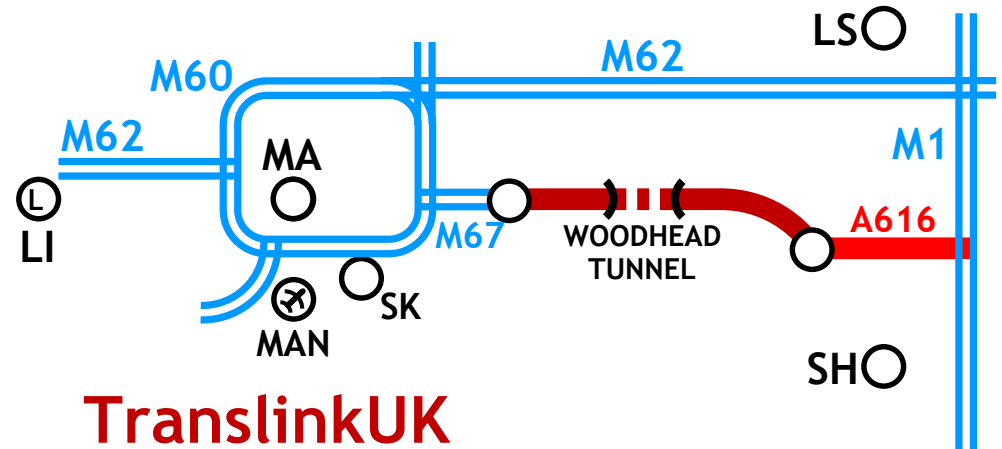 LS
M62
M60
M62
M1
MA
L
LI
M67
WOODHEAD
TUNNEL
A616
SK
MAN
SH
TranslinkUK